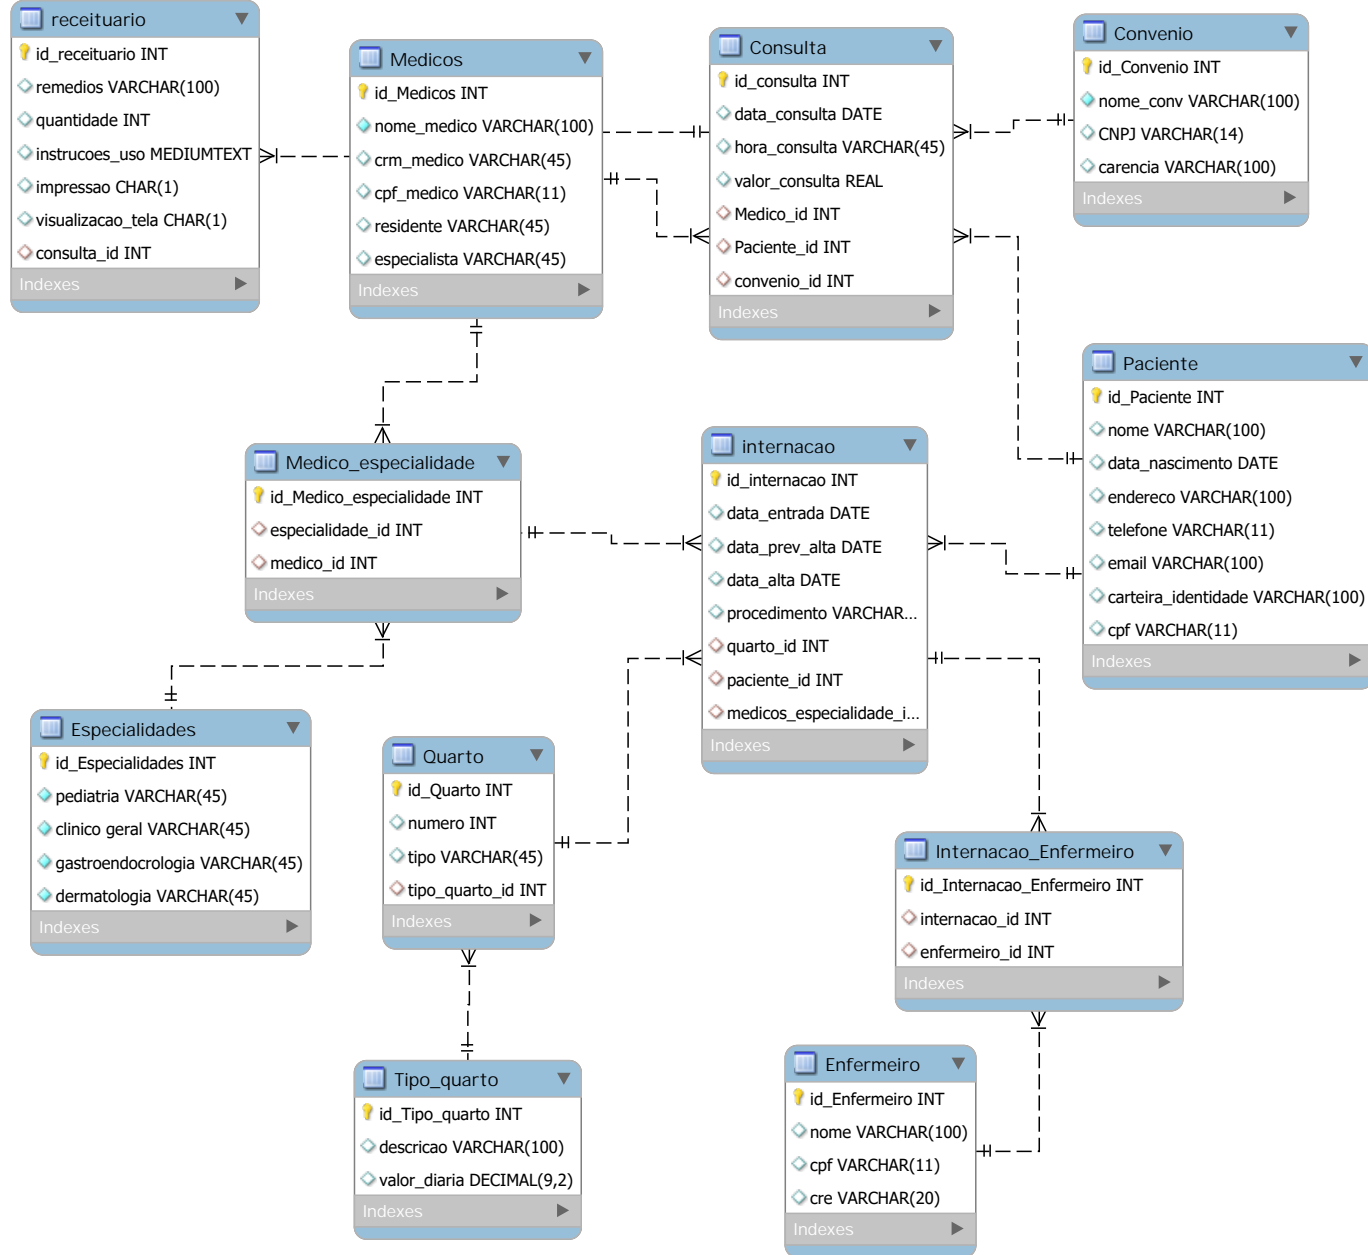 receituario
id_receituario INT
remedios VARCHAR(100)
quantidade INT
instrucoes_uso MEDIUMTEXT
impressao CHAR(1)
visualizacao_tela CHAR(1)
consulta_id INT
Indexes
Medicos
id_Medicos INT
nome_medico VARCHAR(100)
crm_medico VARCHAR(45)
cpf_medico VARCHAR(11)
residente VARCHAR(45)
especialista VARCHAR(45)
Indexes
Consulta
id_consulta INT
data_consulta DATE
hora_consulta VARCHAR(45)
valor_consulta REAL
Medico_id INT
Paciente_id INT
convenio_id INT
Indexes
Convenio
id_Convenio INT
nome_conv VARCHAR(100)
CNPJ VARCHAR(14)
carencia VARCHAR(100)
Indexes
Paciente
id_Paciente INT
nome VARCHAR(100)
data_nascimento DATE
endereco VARCHAR(100)
telefone VARCHAR(11)
email VARCHAR(100)
carteira_identidade VARCHAR(100)
cpf VARCHAR(11)
Indexes
Medico_especialidade
id_Medico_especialidade INT
especialidade_id INT
medico_id INT
Indexes
internacao
id_internacao INT
data_entrada DATE
data_prev_alta DATE
data_alta DATE
procedimento VARCHAR...
quarto_id INT
paciente_id INT
medicos_especialidade_i...
Indexes
Especialidades
id_Especialidades INT
pediatria VARCHAR(45)
clinico geral VARCHAR(45)
gastroendocrologia VARCHAR(45)
dermatologia VARCHAR(45)
Indexes
Quarto
id_Quarto INT
numero INT
tipo VARCHAR(45)
tipo_quarto_id INT
Indexes
Internacao_Enfermeiro
id_Internacao_Enfermeiro INT
internacao_id INT
enfermeiro_id INT
Indexes
Tipo_quarto
id_Tipo_quarto INT
descricao VARCHAR(100)
valor_diaria DECIMAL(9,2)
Indexes
Enfermeiro
id_Enfermeiro INT
nome VARCHAR(100)
cpf VARCHAR(11)
cre VARCHAR(20)
Indexes